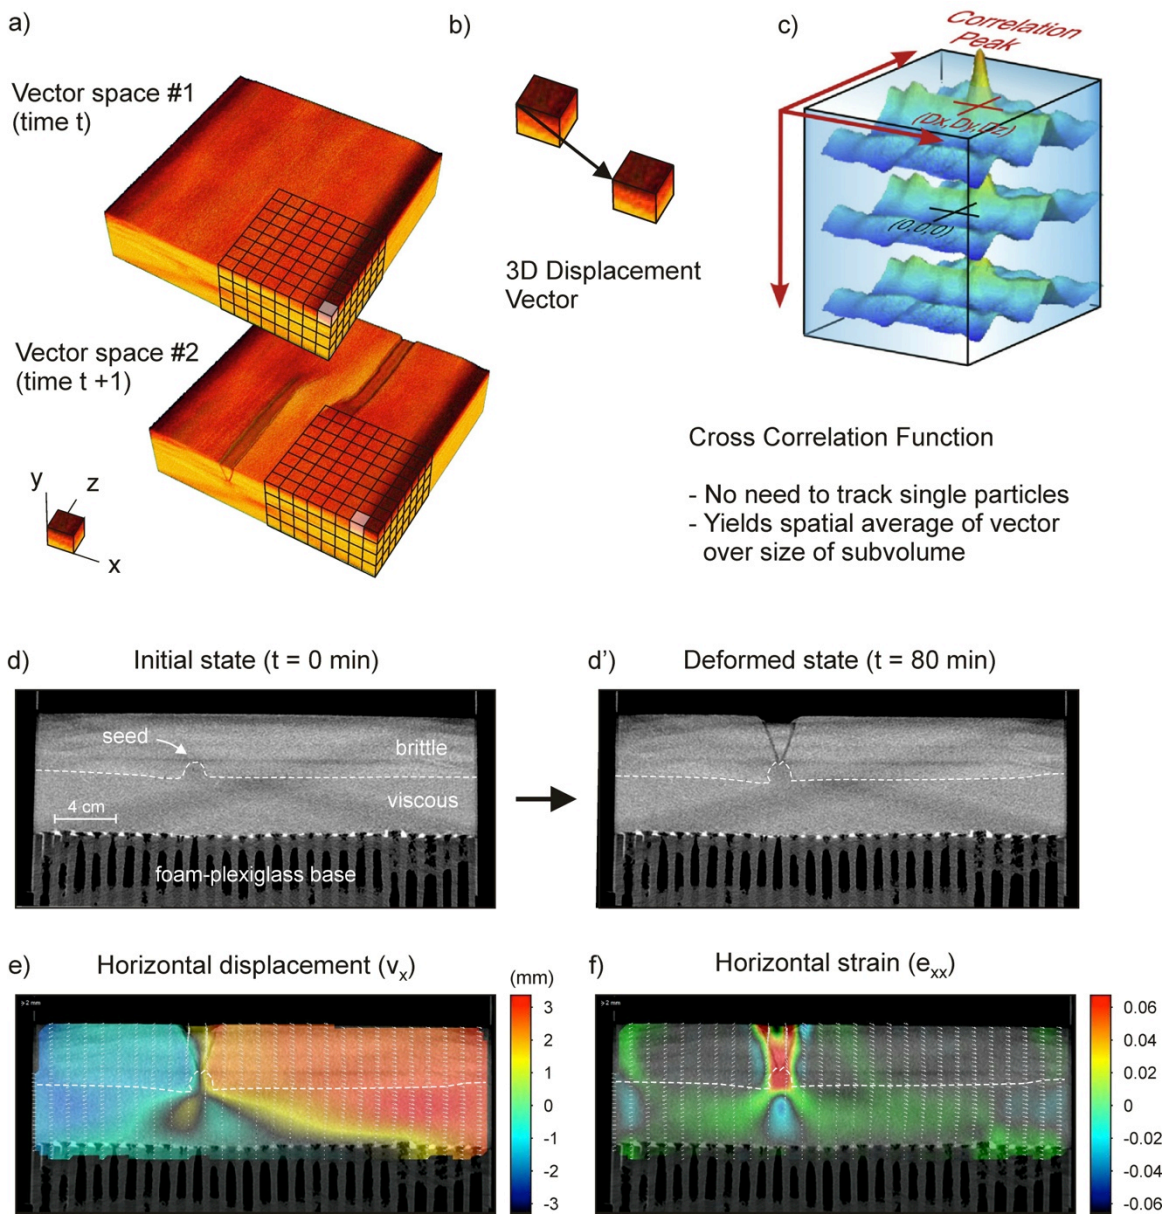 a)
Vector space #1
(time t)
Vector space #2
(time t +1)
y
z
x
b)
3D Displacement
Vector
c)
Correlation
Peak
(Dx,Dy,Dz)
(0,0,0)
Cross Correlation Function
- No need to track single particles
- Yields spatial average of vector
over size of subvolume
d)
Initial state (t = 0 min)
seed
brittle
viscous
4 cm
foam-plexiglass base
d')
Deformed state (t = 80 min)
e)
Horizontal displacement (vx)
(mm)
3
2
1
0
-1
-2
-3
f)
Horizontal strain (exx)
0.06
0.04
0.02
0
-0.02
-0.04
-0.06